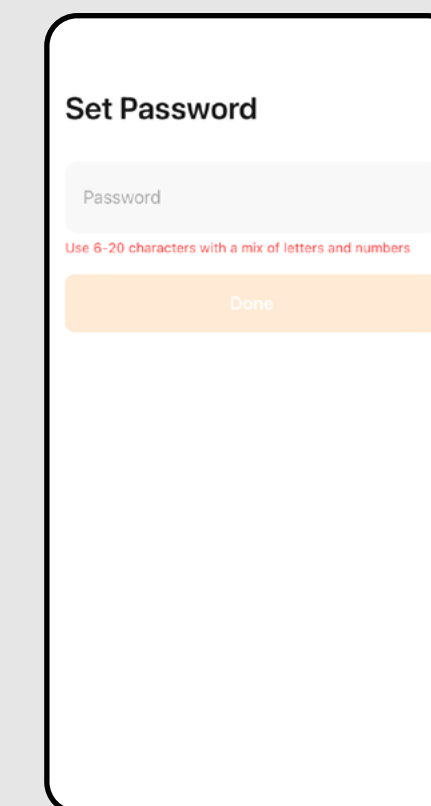 Set Password
Password
Use 6-20 characters with a mix of letters and numbers
Done